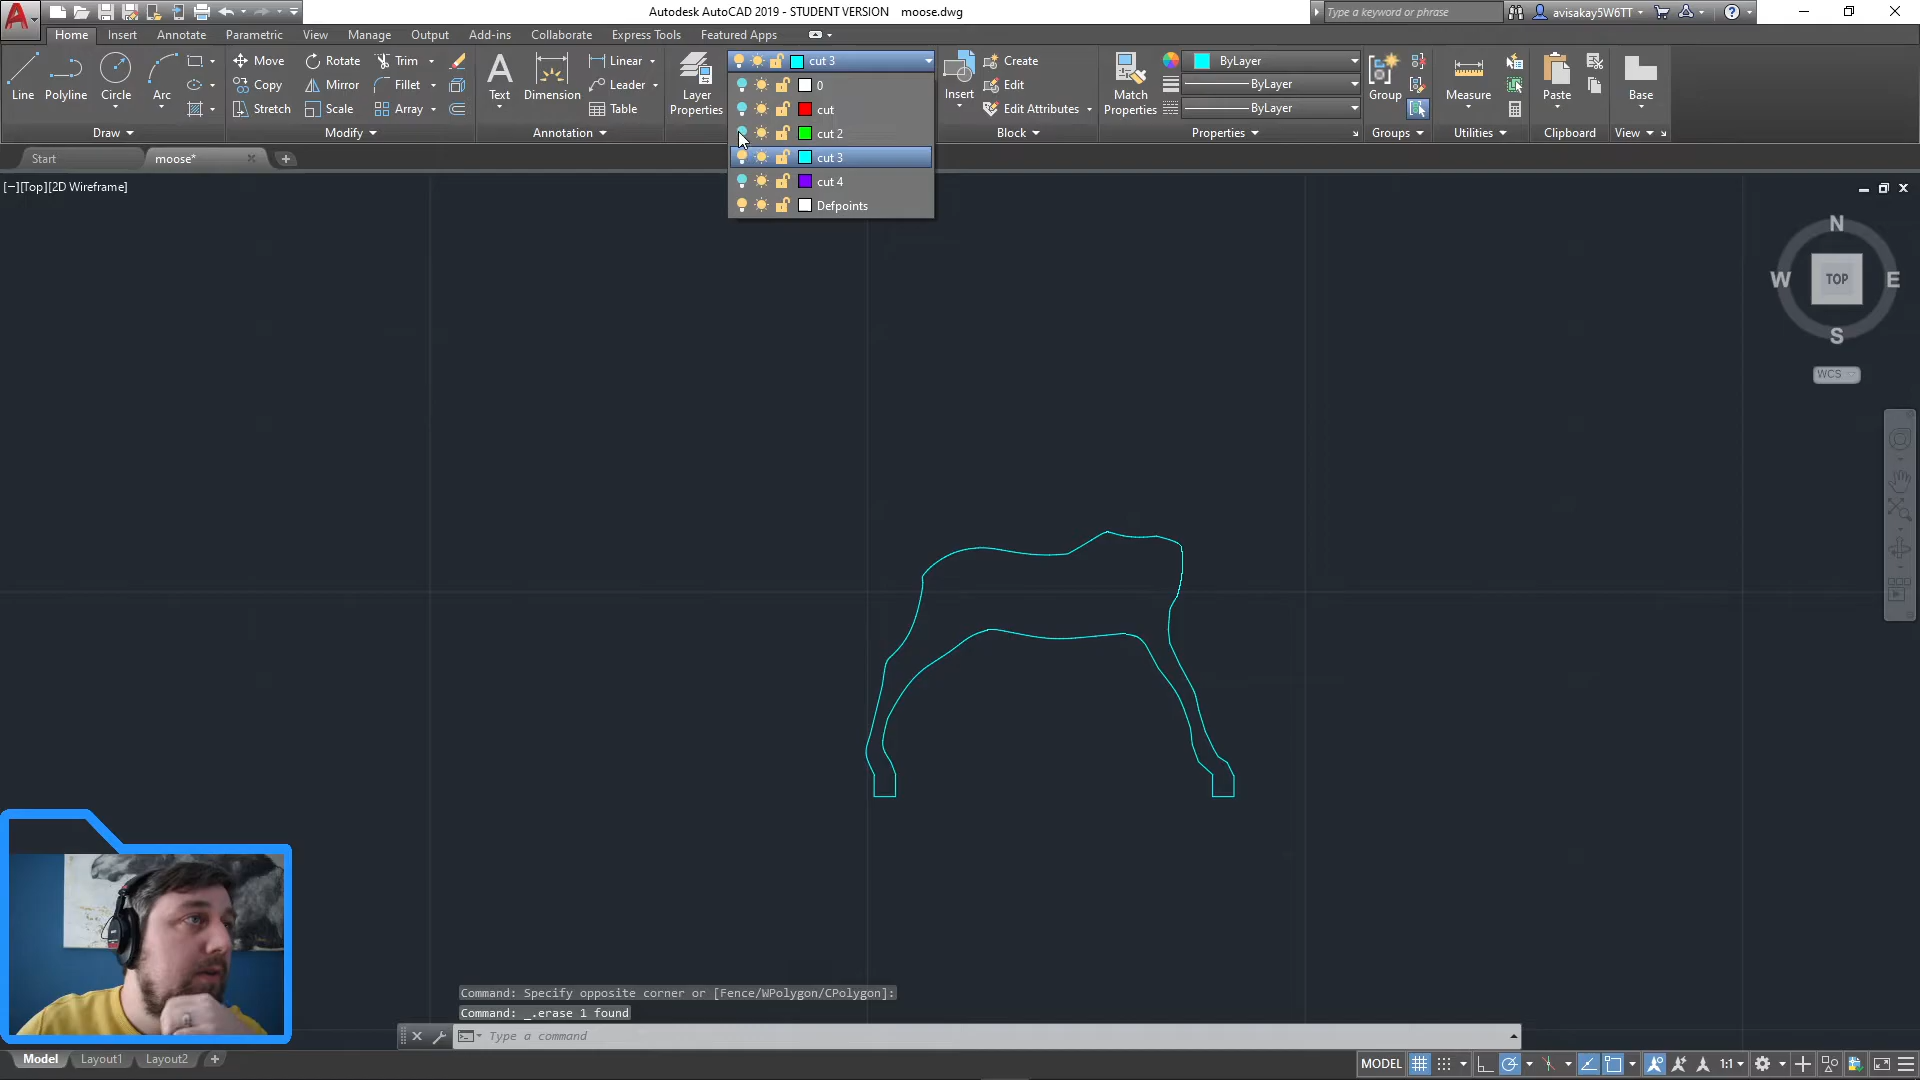 Autodesk AutoCAD 2019 - STUDENT VERSION moose.dwg
Type a keyword or phrase
avisakay5W6TT
Home Insert Annotate Parametric View Manage Output Add-ins Collaborate Express Tools Featured Apps
Line
Polyline
Circle
Arc
Draw
Move Rotate Trim
Copy Mirror Fillet
Stretch Scale Array
Modify
Text
Dimension
Linear
Leader
Table
Annotation
Layer
Properties
cut 3
0
cut
cut 2
cut 3
cut 4
Defpoints
Insert
Create
Edit
Edit Attributes
Block
Match
Properties
ByLayer
ByLayer
ByLayer
Properties
Group
Groups
Measure
Utilities
Paste
Clipboard
Base
View
Start
moose*
[−][Top][2D Wireframe]
N
W TOP E
S
WCS
Command: Specify opposite corner or [Fence/WPolygon/CPolygon]:
Command: _.erase 1 found
Type a command
Model Layout1 Layout2
MODEL
1:1